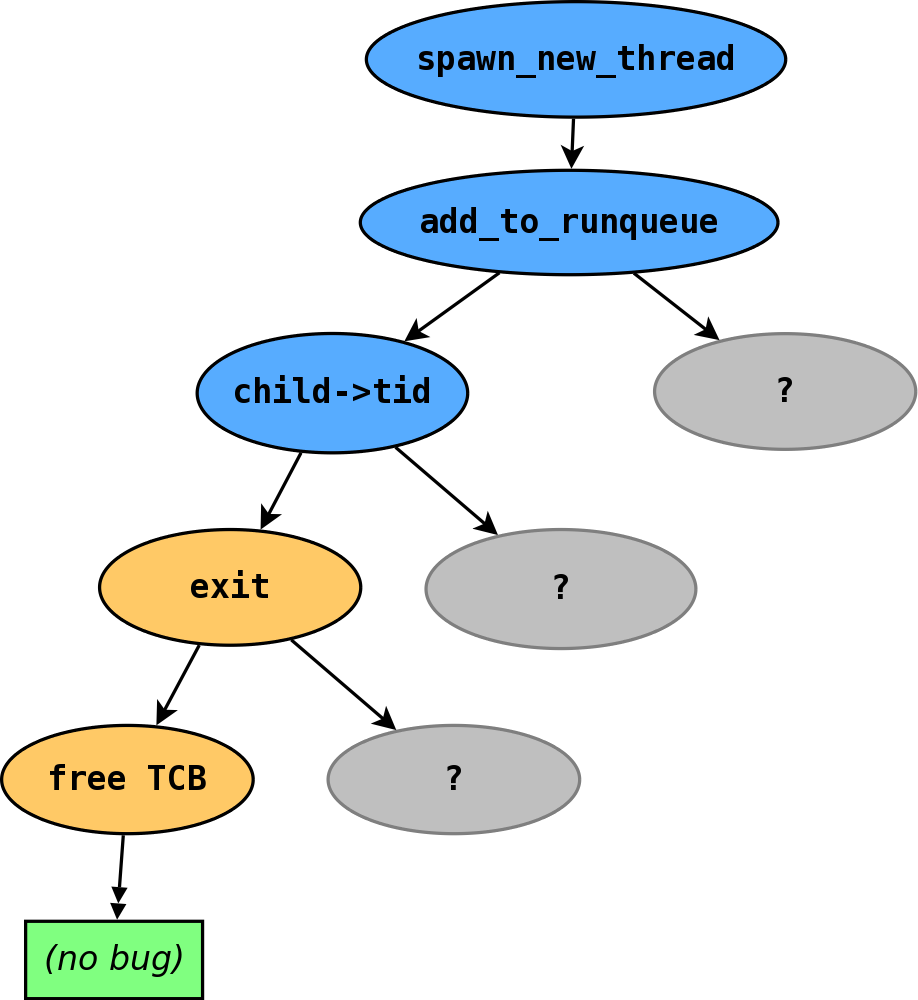 spawn_new_thread
add_to_runqueue
child->tid
?
exit
?
free TCB
?
(no bug)